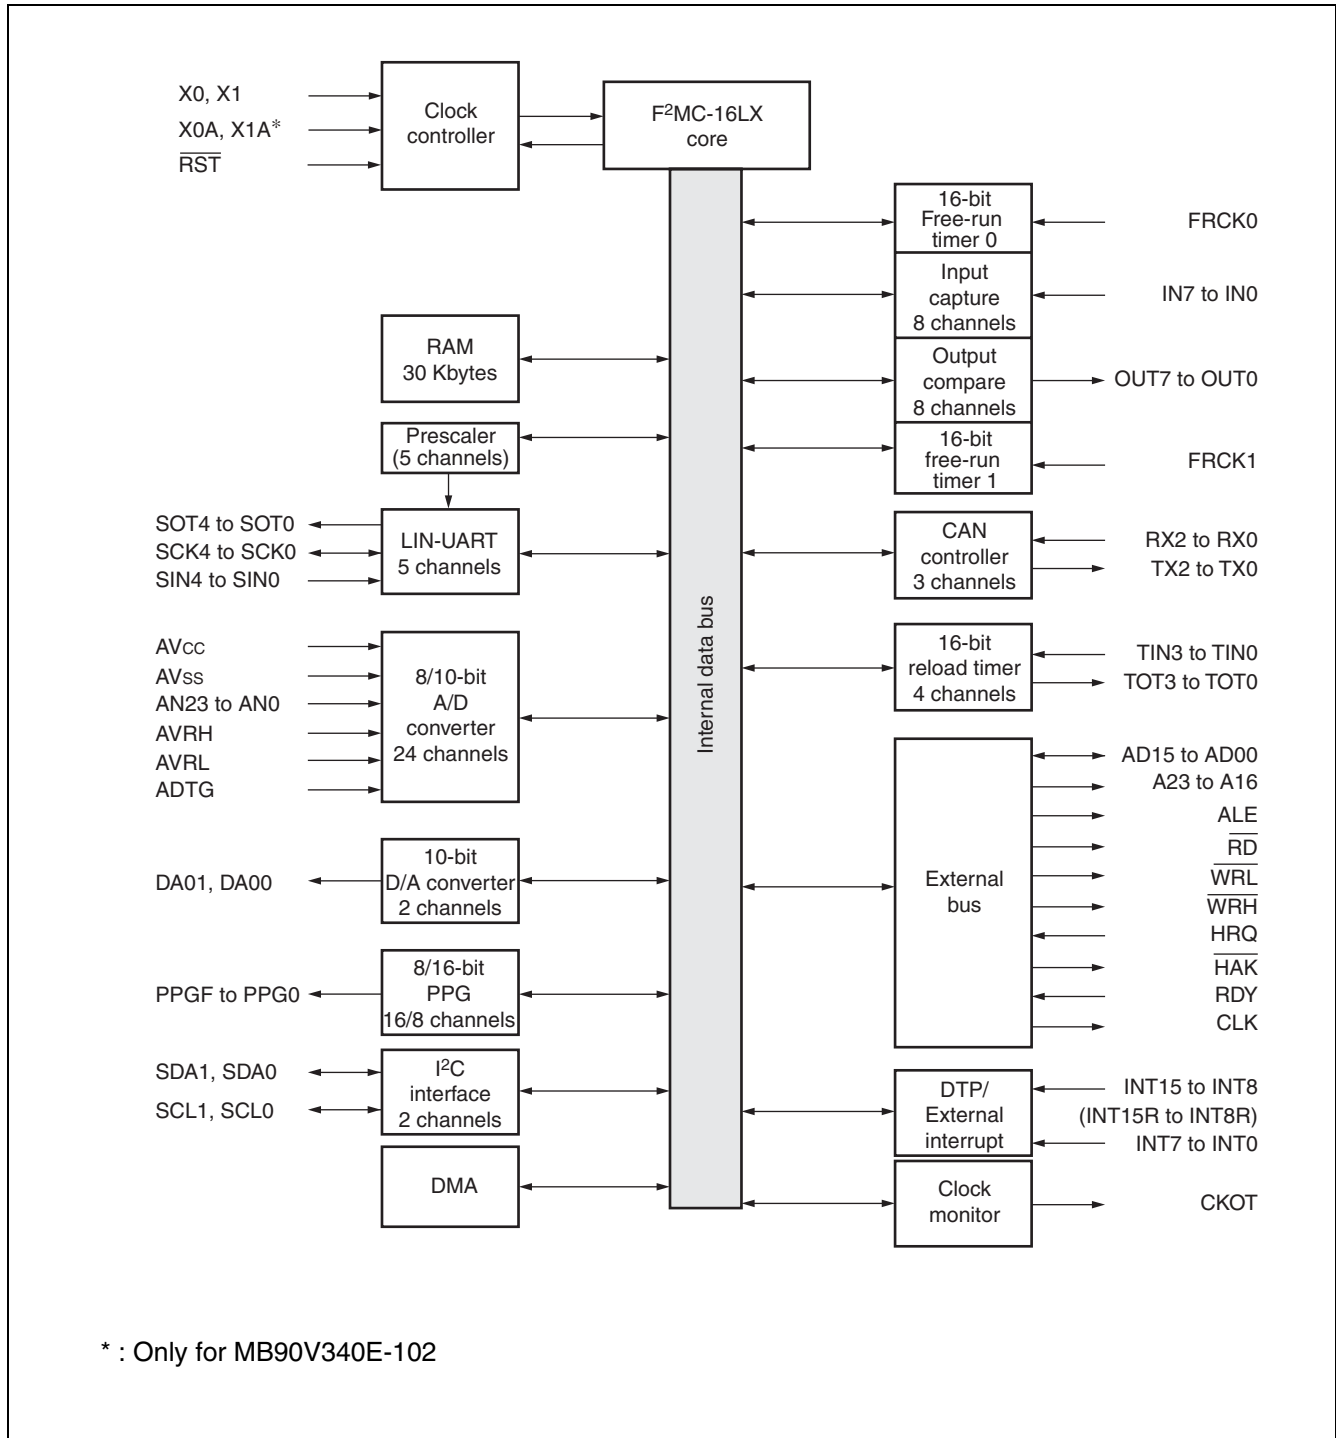 X0, X1
X0A, X1A*
RST
Clock
controller
F²MC-16LX
core
Internal data bus
RAM
30 Kbytes
Prescaler
(5 channels)
SOT4 to SOT0
SCK4 to SCK0
SIN4 to SIN0
LIN-UART
5 channels
AVCC
AVSS
AN23 to AN0
AVRH
AVRL
ADTG
8/10-bit
A/D
converter
24 channels
DA01, DA00
10-bit
D/A converter
2 channels
PPGF to PPG0
8/16-bit
PPG
16/8 channels
SDA1, SDA0
SCL1, SCL0
I²C
interface
2 channels
DMA
16-bit
Free-run
timer 0
FRCK0
Input
capture
8 channels
IN7 to IN0
Output
compare
8 channels
OUT7 to OUT0
16-bit
free-run
timer 1
FRCK1
CAN
controller
3 channels
RX2 to RX0
TX2 to TX0
16-bit
reload timer
4 channels
TIN3 to TIN0
TOT3 to TOT0
External
bus
AD15 to AD00
A23 to A16
ALE
RD
WRL
WRH
HRQ
HAK
RDY
CLK
DTP/
External
interrupt
INT15 to INT8
(INT15R to INT8R)
INT7 to INT0
Clock
monitor
CKOT
* : Only for MB90V340E-102